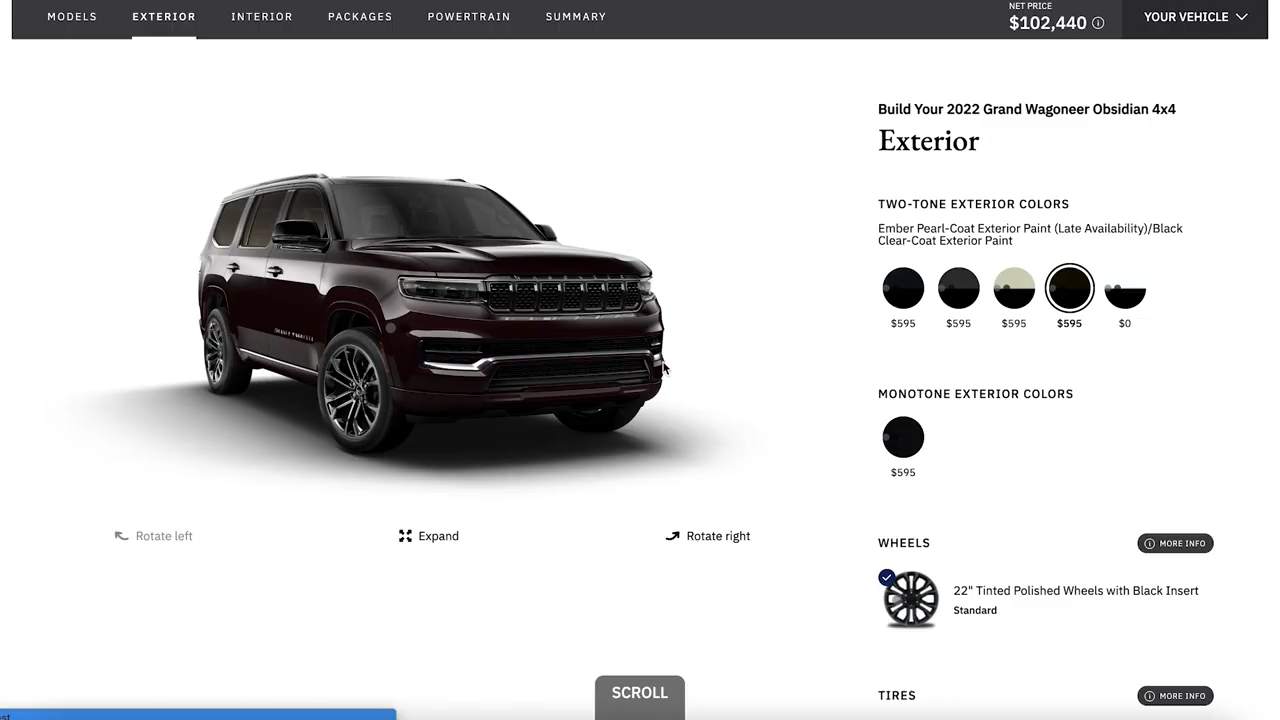 MODELS
EXTERIOR
INTERIOR
PACKAGES
POWERTRAIN
SUMMARY
NET PRICE
$102,440
YOUR VEHICLE
Build Your 2022 Grand Wagoneer Obsidian 4x4
Exterior
TWO-TONE EXTERIOR COLORS
Ember Pearl-Coat Exterior Paint (Late Availability)/Black
Clear-Coat Exterior Paint
$595
$595
$595
$595
$0
MONOTONE EXTERIOR COLORS
$595
Rotate left
Expand
Rotate right
WHEELS
MORE INFO
22" Tinted Polished Wheels with Black Insert
Standard
SCROLL
TIRES
MORE INFO